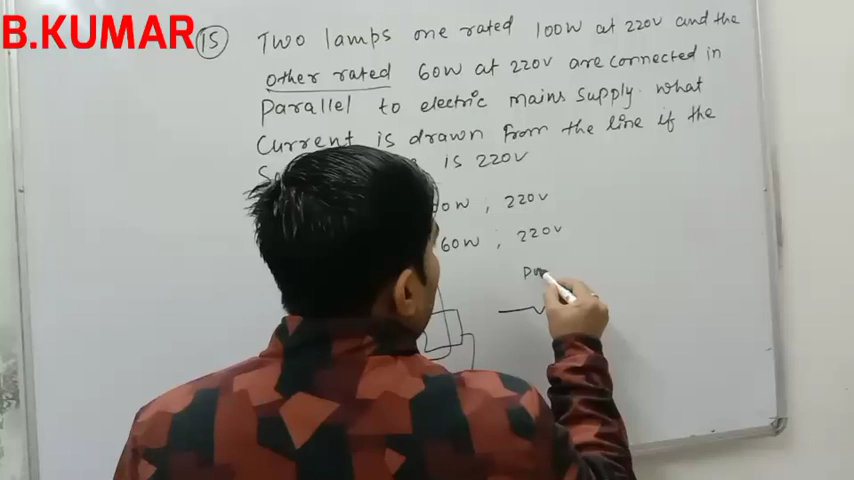 B.KUMAR
15 Two lamps one rated 100W at 220V and the
other rated 60W at 220V are connected in
Parallel to electric mains supply. what
Current is drawn from the line if the
is 220V
; 220V
60W ; 220V